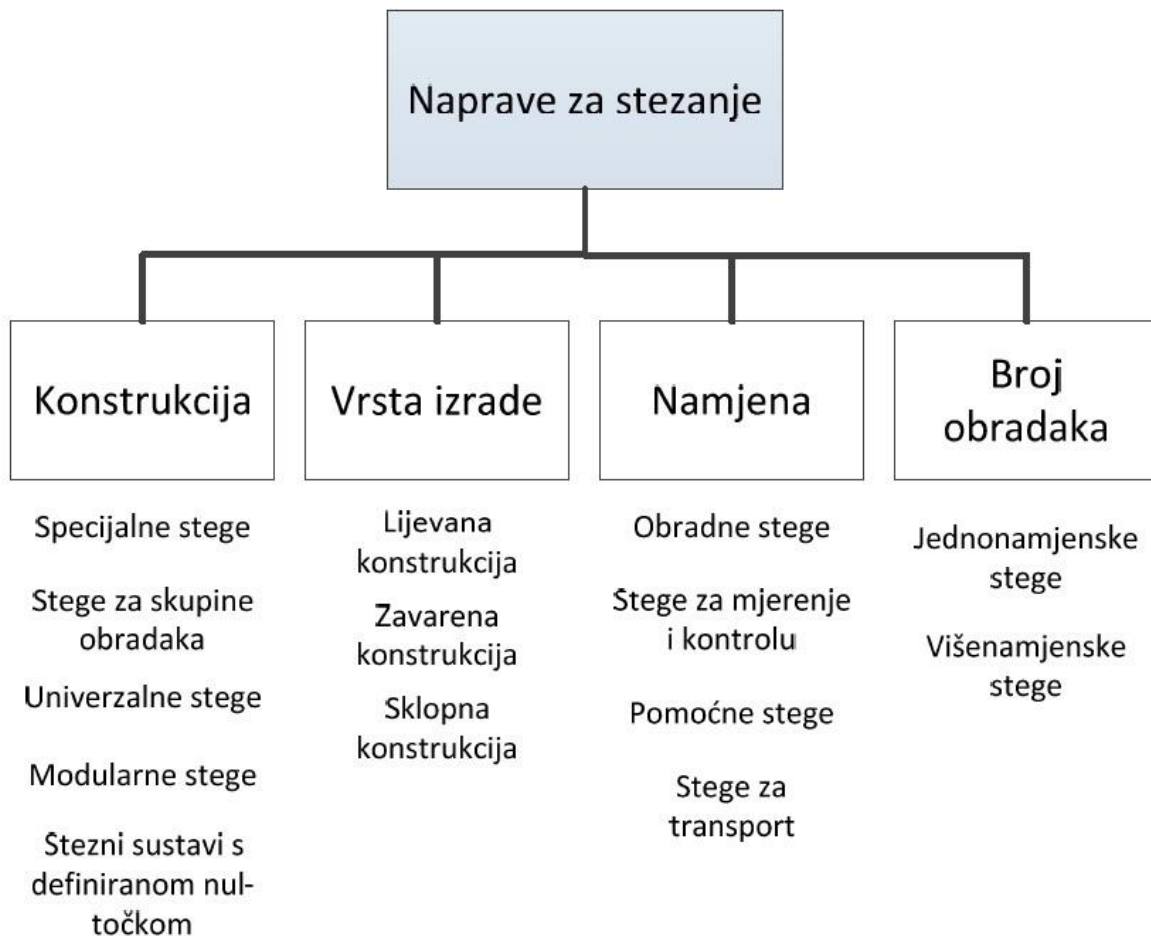 Naprave za stezanje
Konstrukcija
Specijalne stege
Stege za skupine
obradaka
Univerzalne stege
Modularne stege
Stezni sustavi s
definiranom nul-
točkom
Vrsta izrade
Lijevana
konstrukcija
Zavarena
konstrukcija
Sklopna
konstrukcija
Namjena
Obradne stege
Stege za mjerenje
i kontrolu
Pomoćne stege
Stege za
transport
Broj
obradaka
Jednonamjenske
stege
Višenamjenske
stege